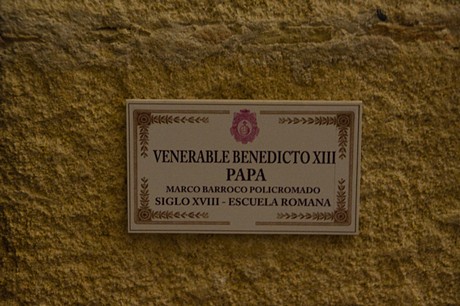 VENERABLE BENEDICTO XIII
PAPA
MARCO BARROCO POLICROMADO
SIGLO XVIII - ESCUELA ROMANA